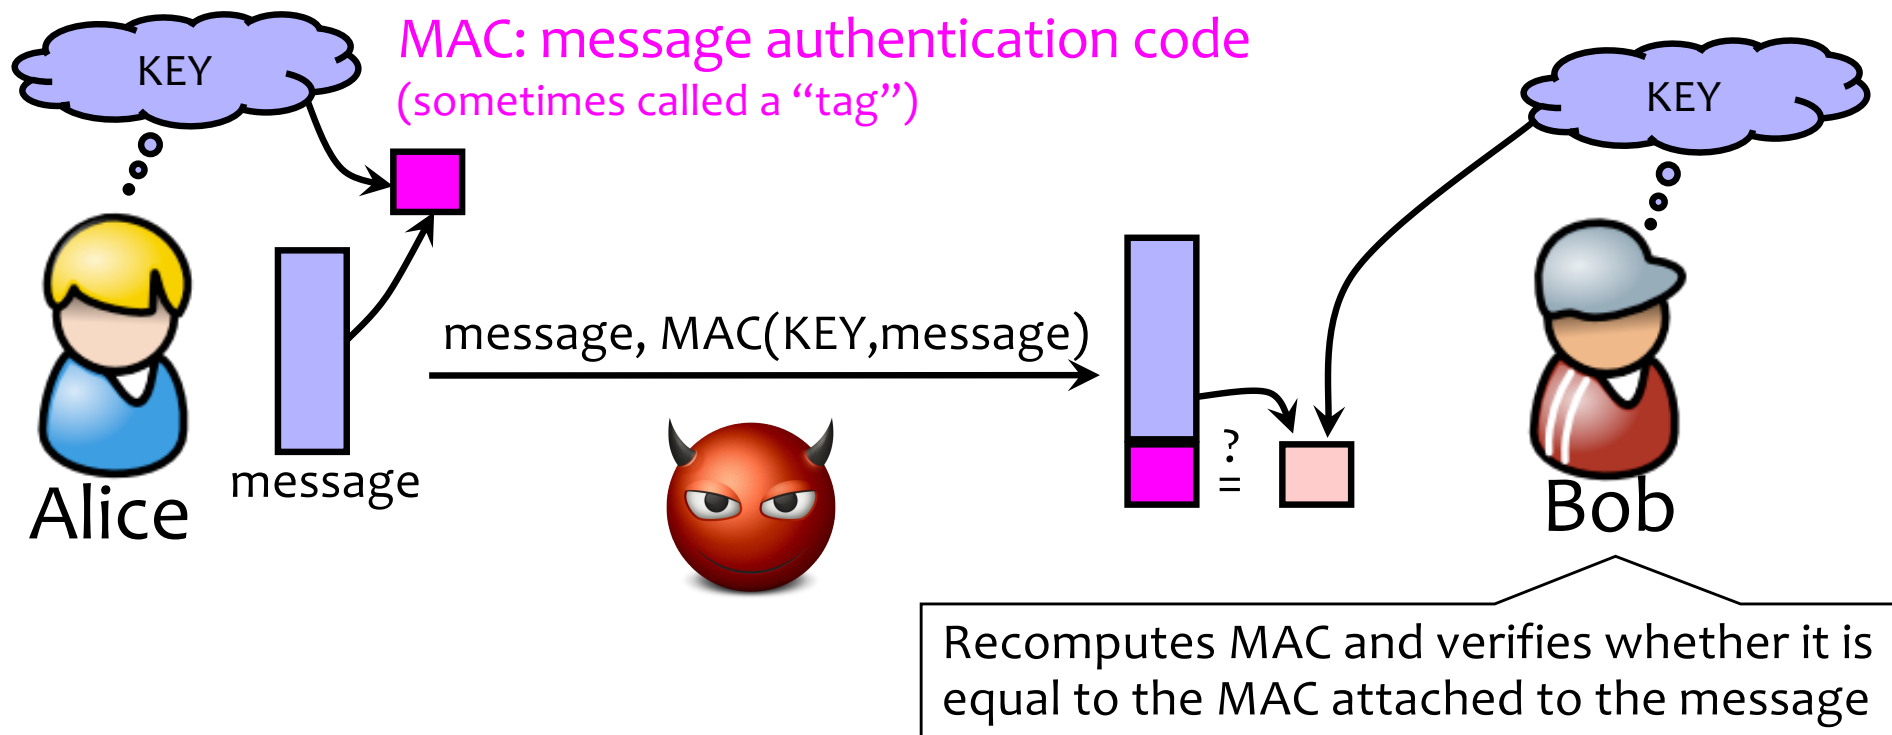 KEY
MAC: message authentication code
(sometimes called a “tag”)
KEY
message, MAC(KEY,message)
?
=
message
Alice
Bob
Recomputes MAC and verifies whether it is
equal to the MAC attached to the message